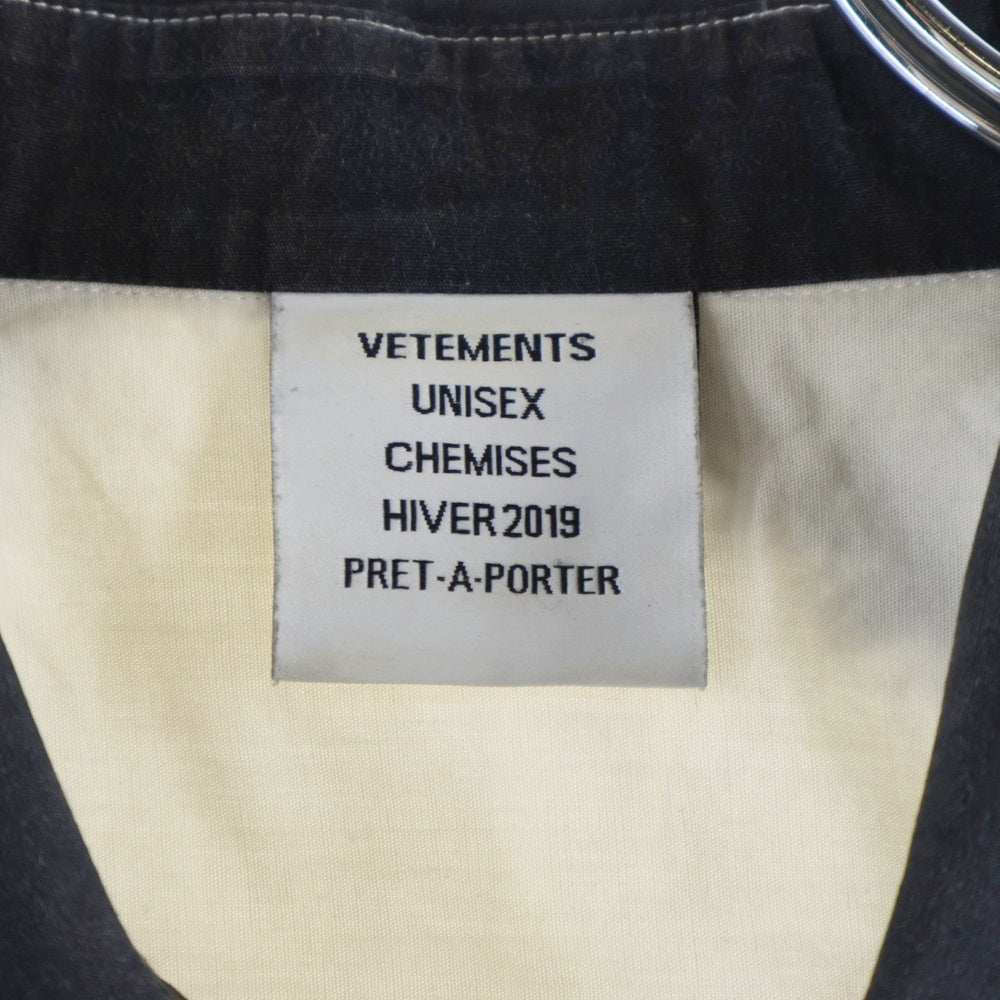 VETEMENTS
UNISEX
CHEMISES
HIVER 2019
PRET-A-PORTER